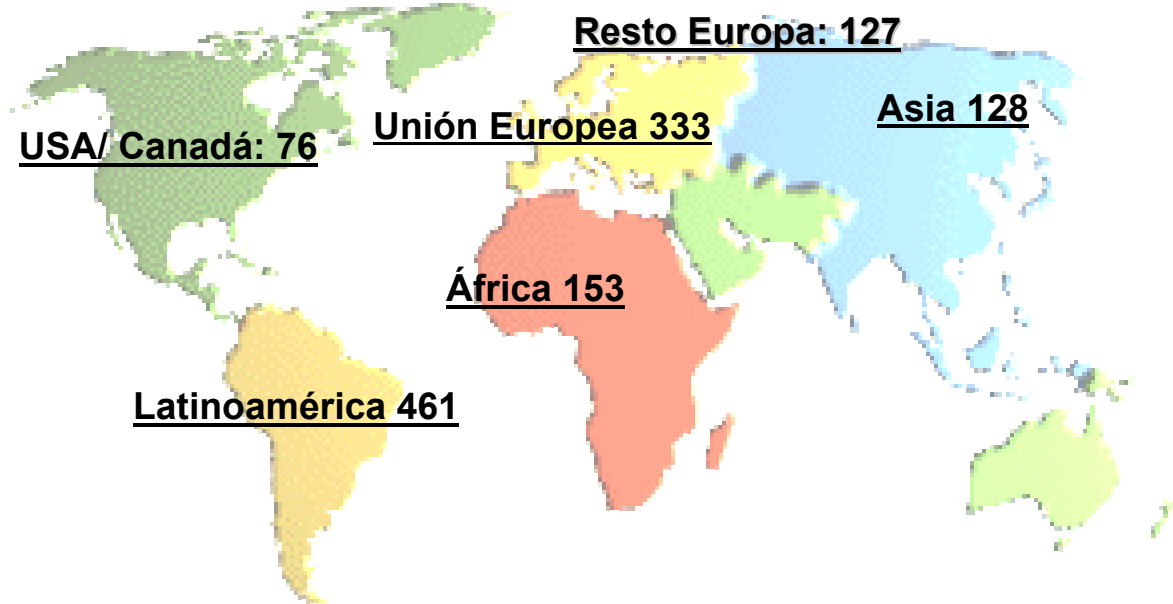 Resto Europa: 127
Asia 128
Unión Europea 333
USA/ Canadá: 76
África 153
Latinoamérica 461